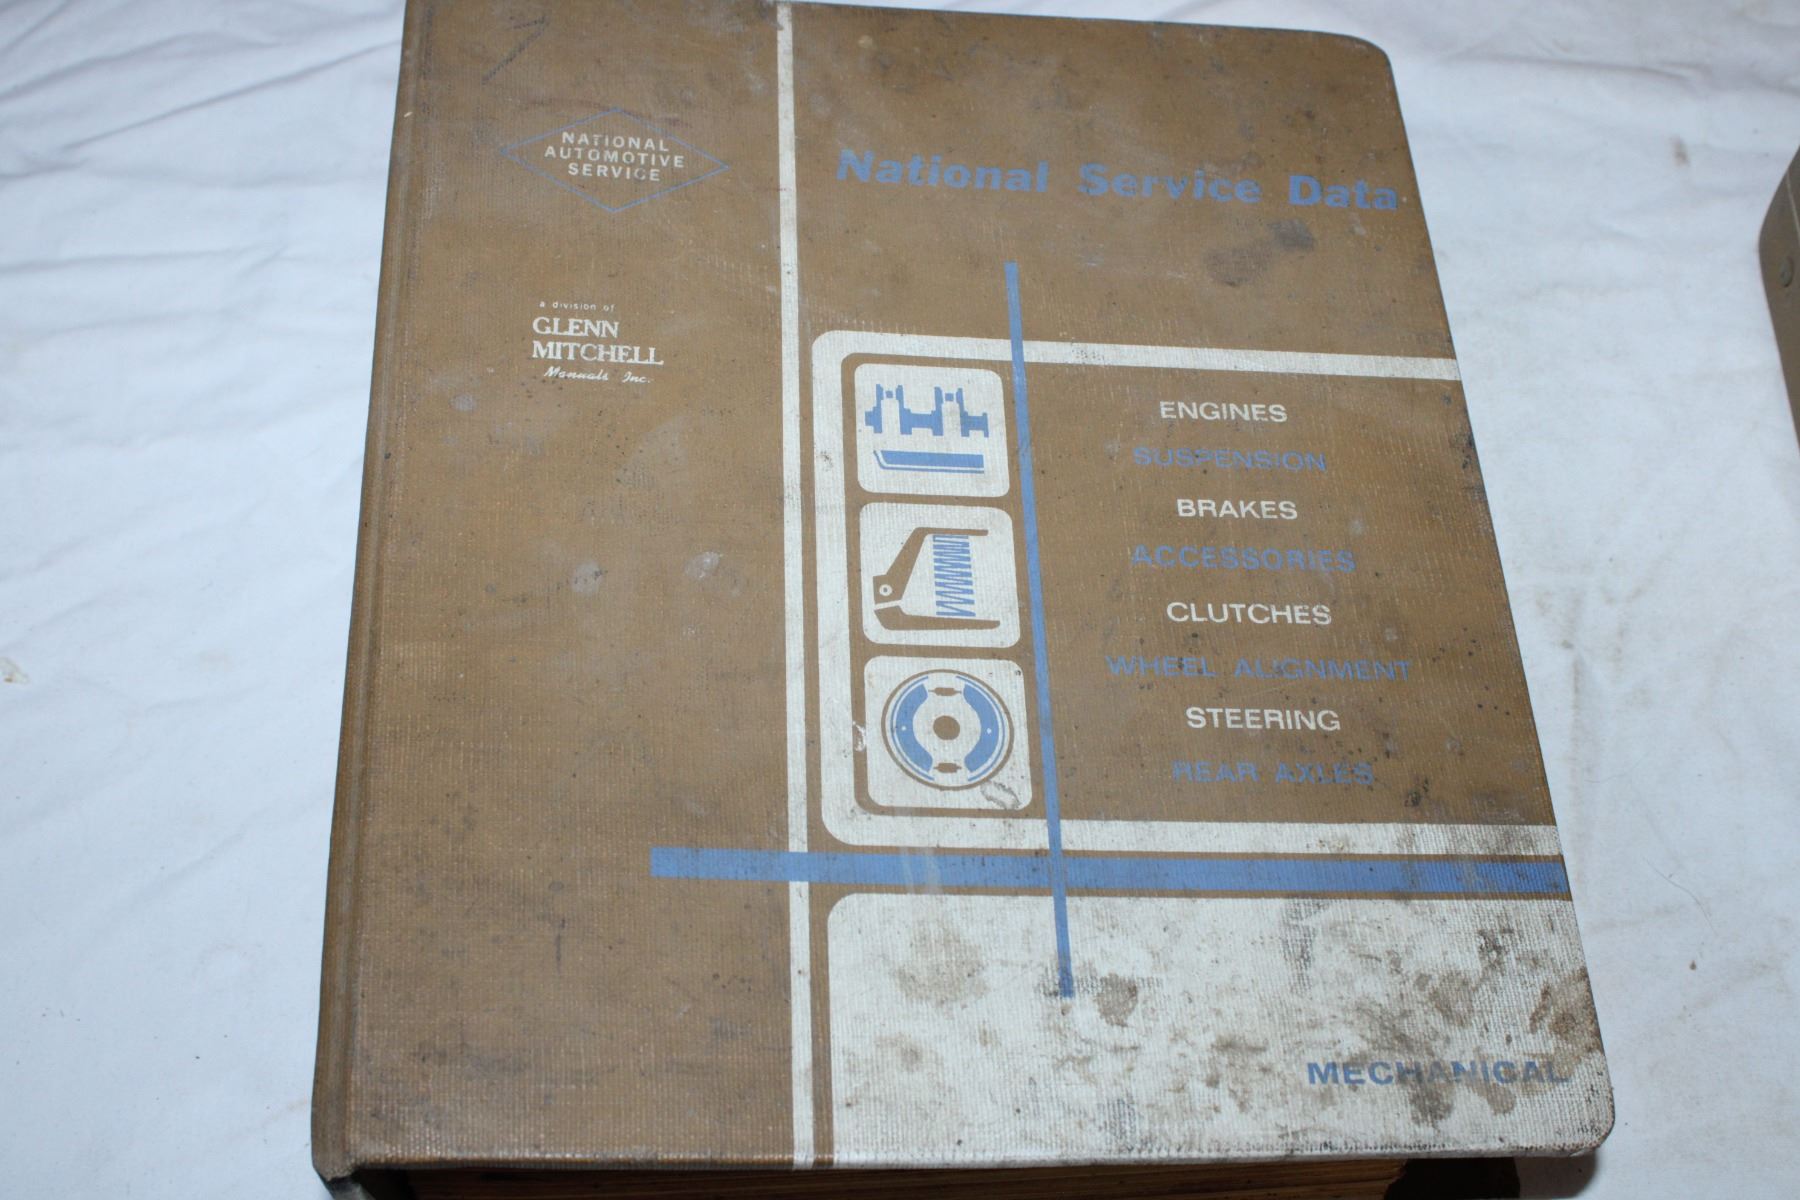 NATIONAL
AUTOMOTIVE
SERVICE
National Service Data
a division of
GLENN
MITCHELL
Manuals Inc.
ENGINES
SUSPENSION
BRAKES
ACCESSORIES
CLUTCHES
WHEEL ALIGNMENT
STEERING
REAR AXLES
MECHANICAL